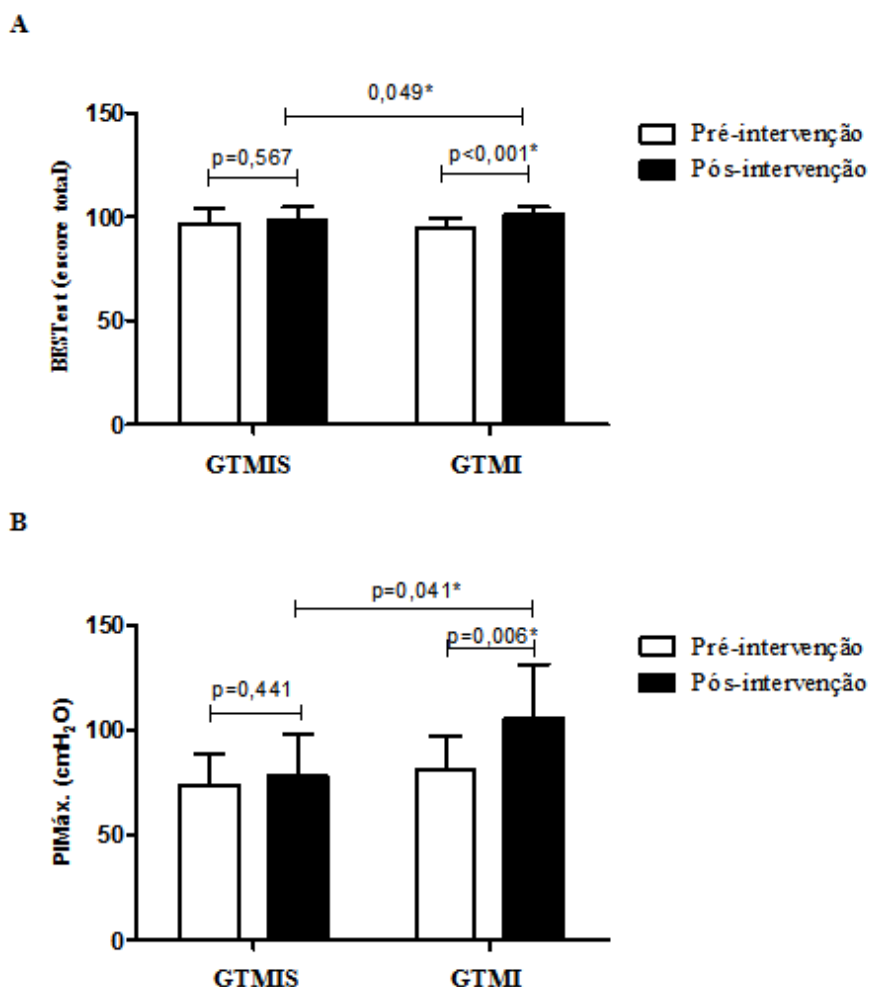 A
0,049*
150
p=0,567
p<0,001*
Pré-intervenção
Pós-intervenção
100
50
0
BESTest (escore total)
GTMIS
GTMI
B
p=0,041*
150
p=0,006*
p=0,441
Pré-intervenção
Pós-intervenção
100
50
0
PIMáx. (cmH₂O)
GTMIS
GTMI